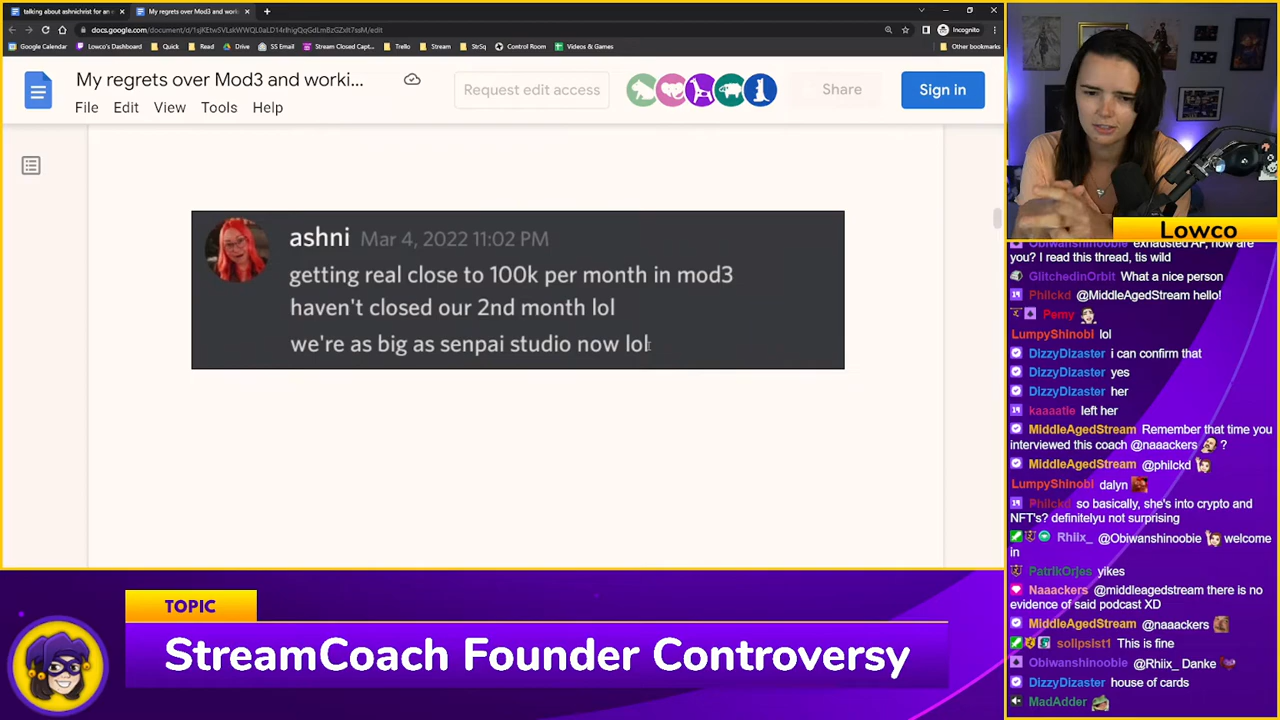 talking about ashnichrist for an
My regrets over Mod3 and work
Incognito
Google Calendar
Lowco's Dashboard
Quick
Read
Drive
SS Email
Stream Closed Capt...
Trello
Stream
StrSq
Control Room
Videos & Games
Other bookmarks
My regrets over Mod3 and worki...
Request edit access
Share
Sign in
File Edit View Tools Help
ashni Mar 4, 2022 11:02 PM
getting real close to 100k per month in mod3
haven't closed our 2nd month lol
we're as big as senpai studio now lol
Lowco
Obiwanshinoobie exhausted AF, how are
you? I read this thread, tis wild
GlitchedinOrbit What a nice person
Philckd @MiddleAgedStream hello!
Pemy
LumpyShinobi lol
DizzyDizaster i can confirm that
DizzyDizaster yes
DizzyDizaster her
kaaaatie left her
MiddleAgedStream Remember that time you
interviewed this coach @naaackers ?
MiddleAgedStream @philckd
LumpyShinobi dalyn
Philckd so basically, she's into crypto and
NFT's? definitelyu not surprising
Rhiix_ @Obiwanshinoobie welcome
in
PatrikOrjes yikes
Naaackers @middleagedstream there is no
evidence of said podcast XD
MiddleAgedStream @naaackers
solipsist1 This is fine
Obiwanshinoobie @Rhiix_ Danke
DizzyDizaster house of cards
MadAdder
TOPIC
StreamCoach Founder Controversy